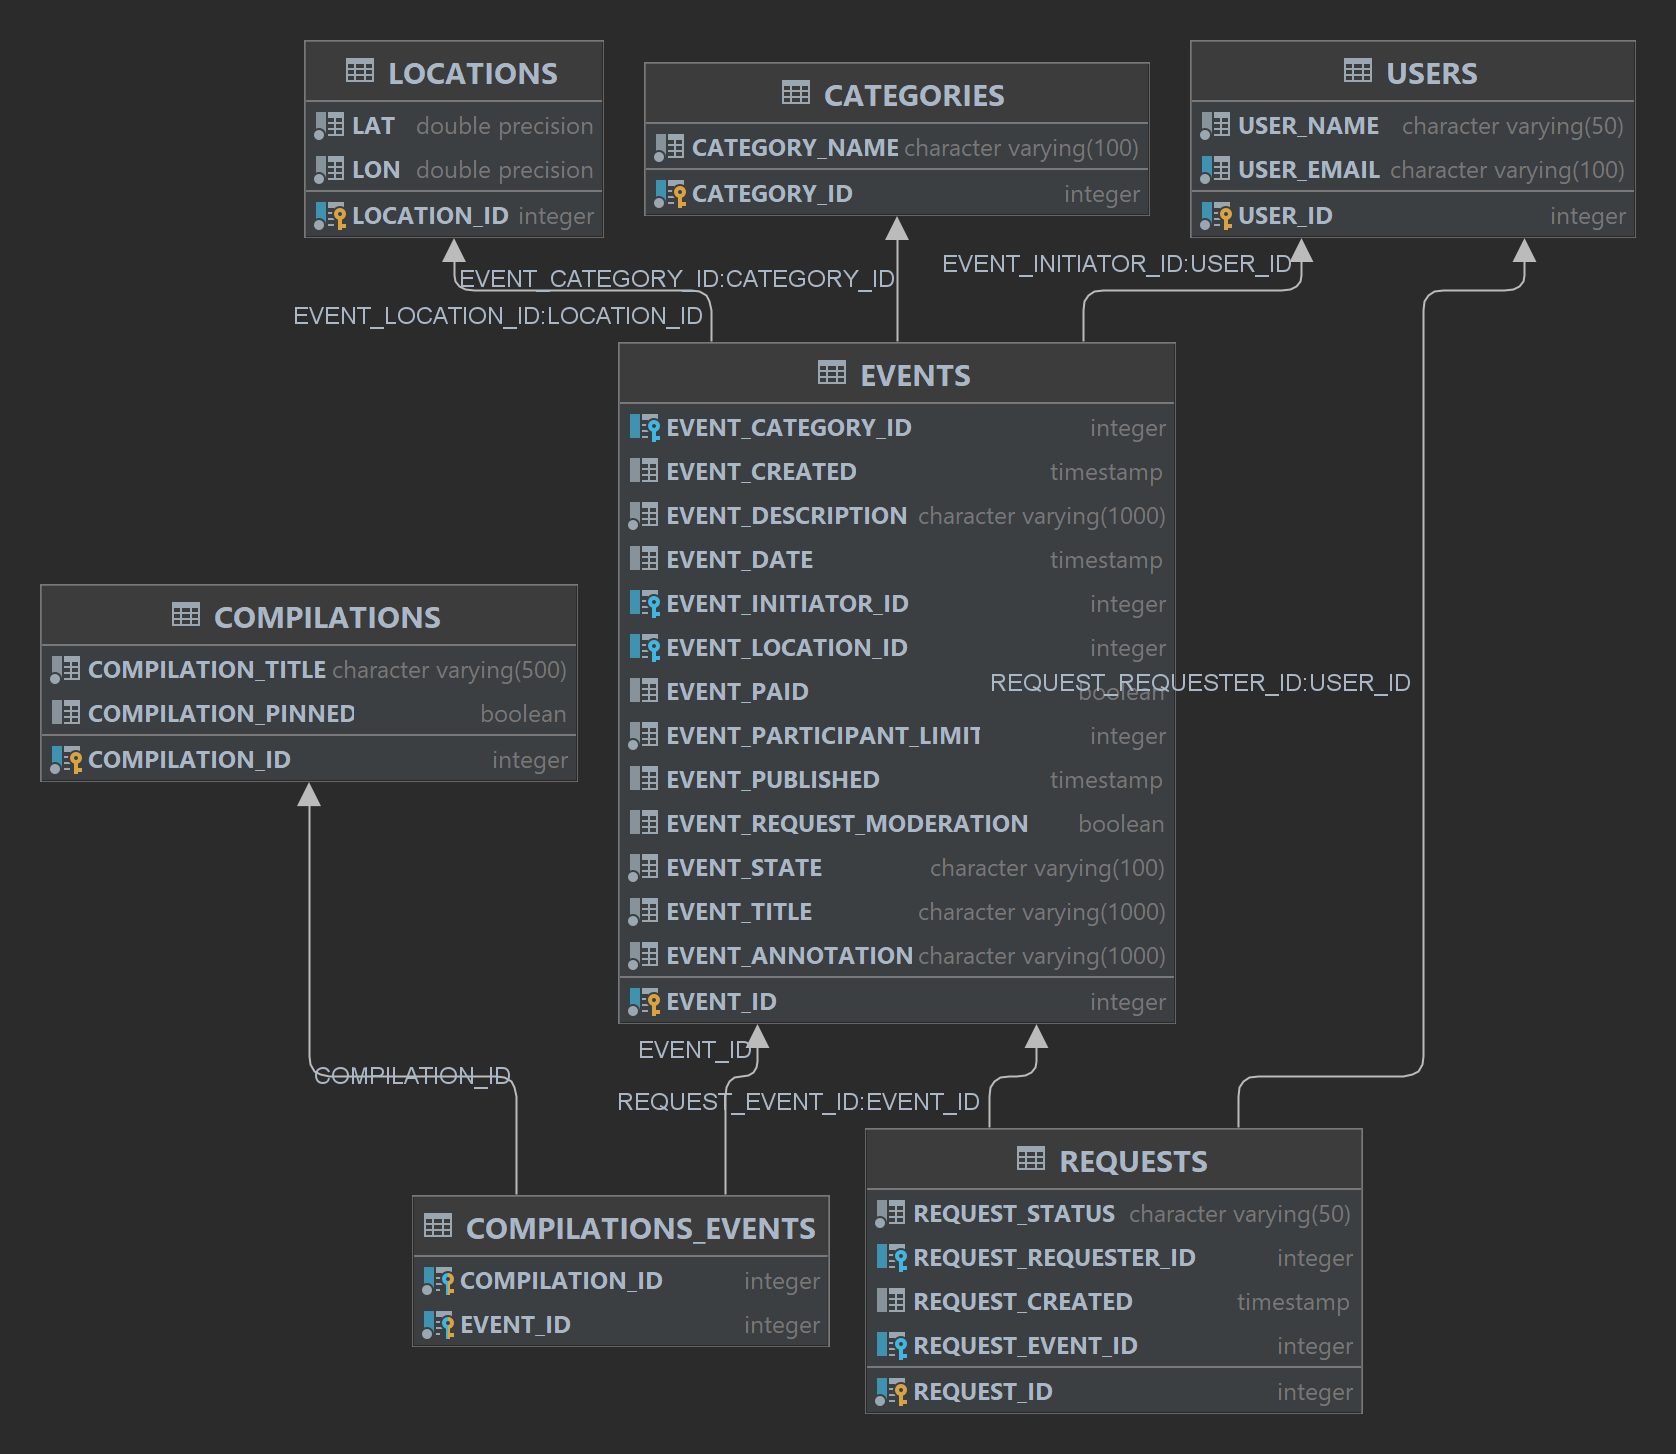 LOCATIONS
LAT double precision
LON double precision
LOCATION_ID integer
CATEGORIES
CATEGORY_NAME character varying(100)
CATEGORY_ID integer
USERS
USER_NAME character varying(50)
USER_EMAIL character varying(100)
USER_ID integer
EVENT_CATEGORY_ID:CATEGORY_ID
EVENT_INITIATOR_ID:USER_ID
EVENT_LOCATION_ID:LOCATION_ID
EVENTS
EVENT_CATEGORY_ID integer
EVENT_CREATED timestamp
EVENT_DESCRIPTION character varying(1000)
EVENT_DATE timestamp
EVENT_INITIATOR_ID integer
EVENT_LOCATION_ID integer
EVENT_PAID boolean
EVENT_PARTICIPANT_LIMIT integer
EVENT_PUBLISHED timestamp
EVENT_REQUEST_MODERATION boolean
EVENT_STATE character varying(100)
EVENT_TITLE character varying(1000)
EVENT_ANNOTATION character varying(1000)
EVENT_ID integer
REQUEST_REQUESTER_ID:USER_ID
COMPILATIONS
COMPILATION_TITLE character varying(500)
COMPILATION_PINNED boolean
COMPILATION_ID integer
EVENT_ID
COMPILATION_ID
REQUEST_EVENT_ID:EVENT_ID
COMPILATIONS_EVENTS
COMPILATION_ID integer
EVENT_ID integer
REQUESTS
REQUEST_STATUS character varying(50)
REQUEST_REQUESTER_ID integer
REQUEST_CREATED timestamp
REQUEST_EVENT_ID integer
REQUEST_ID integer